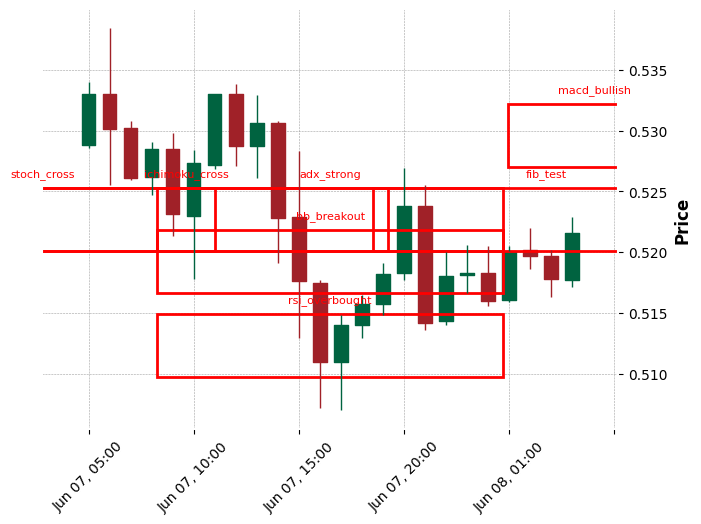 0.535
macd_bullish
0.530
stoch_cross
adx_strong
fib_test
0.525
bb_breakout
Price
0.520
rsi_overbought
0.515
0.510
Jun 07, 05:00
Jun 07, 10:00
Jun 07, 15:00
Jun 07, 20:00
Jun 08, 01:00